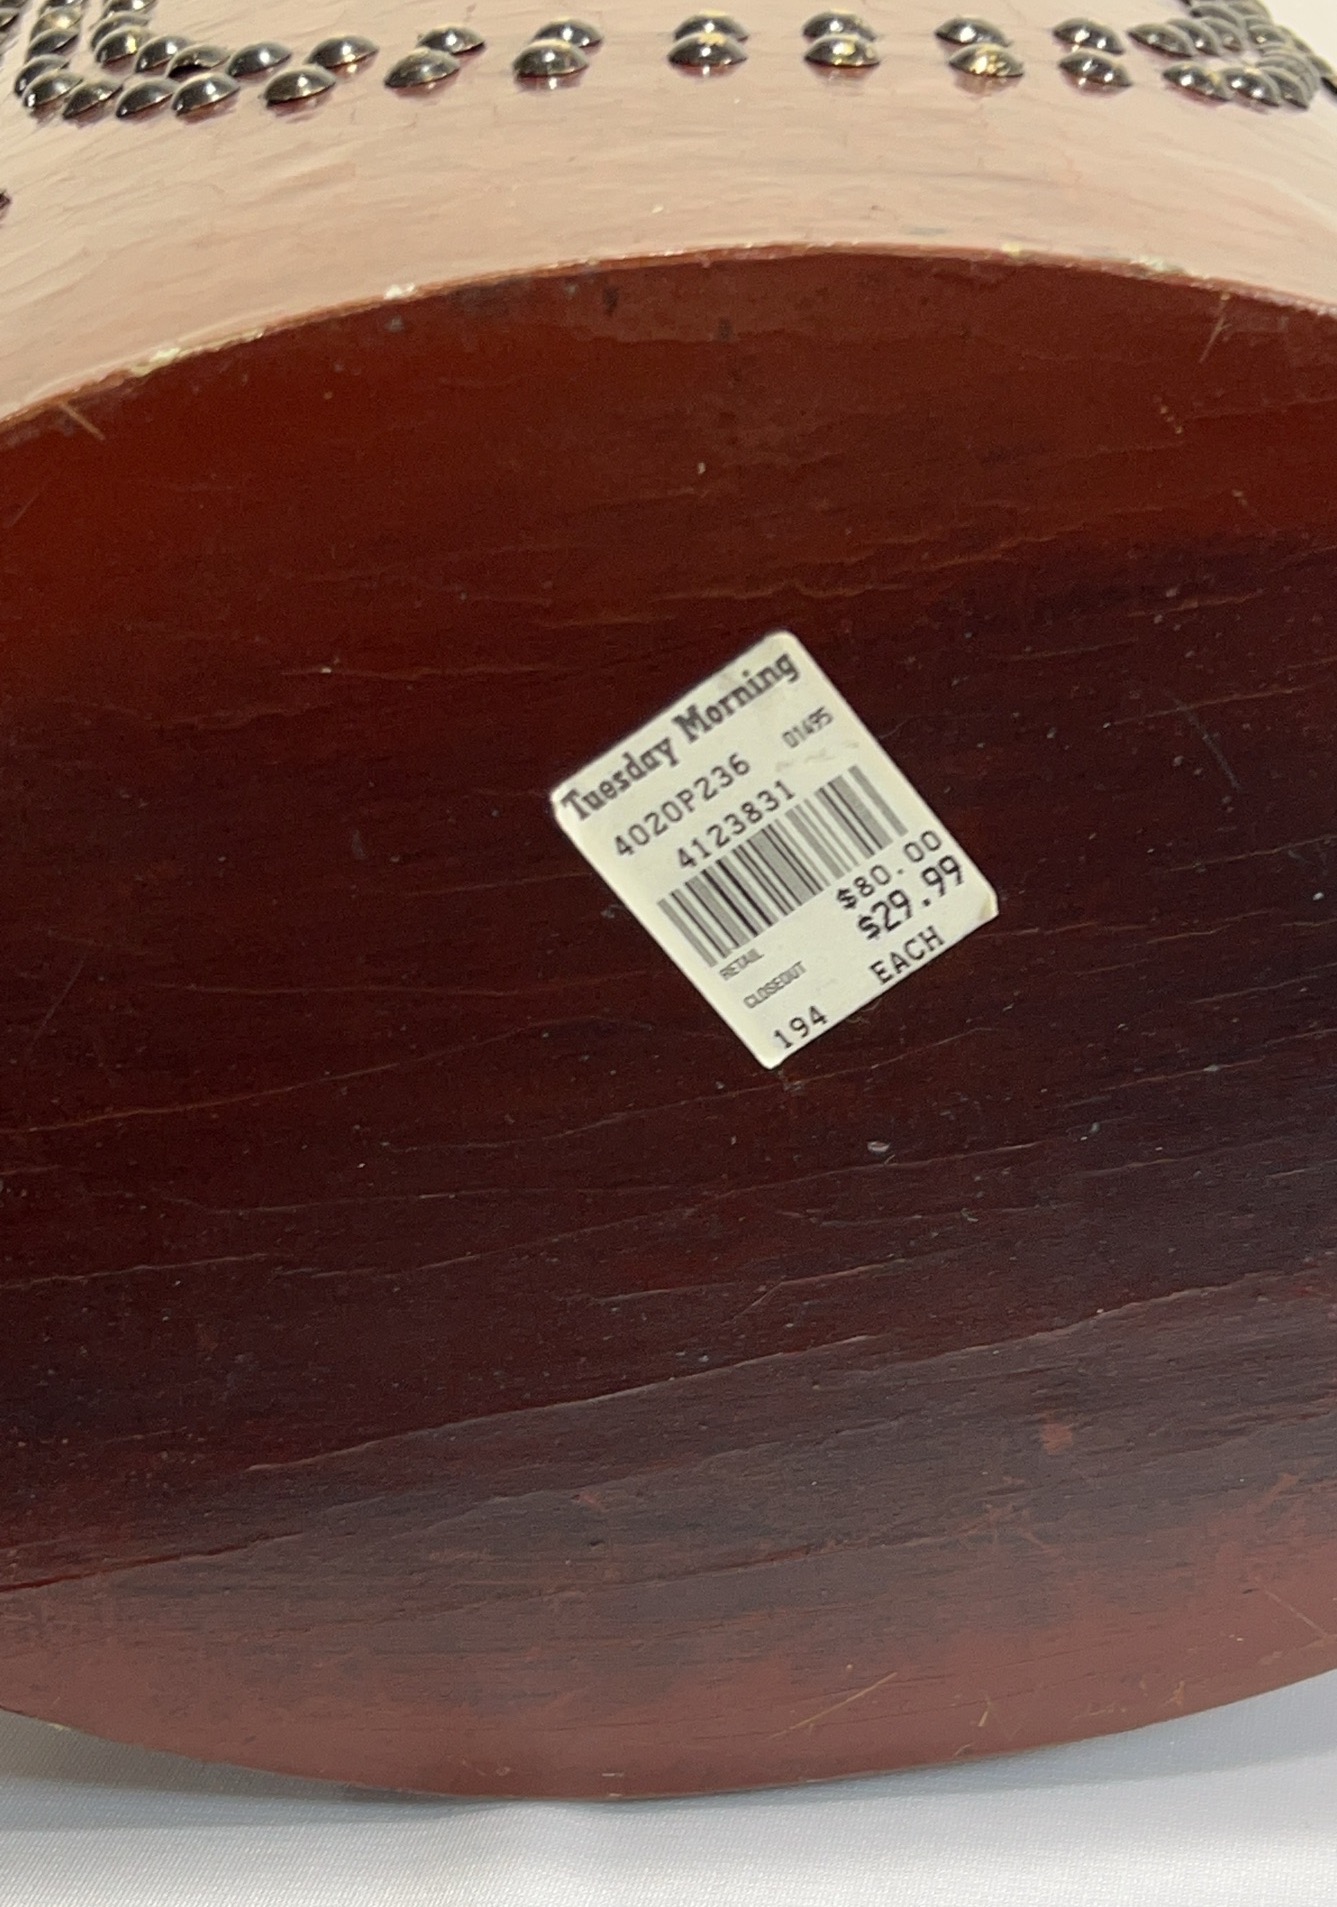 Tuesday Morning
4020P236 01495
4123831
RETAIL $80.00
CLOSEOUT $29.99
194 EACH